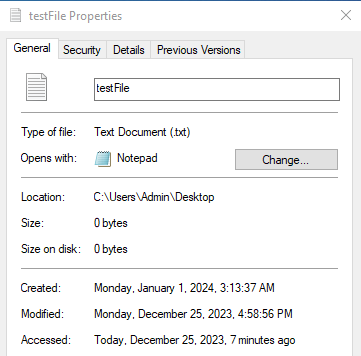 testFile Properties
General Security Details Previous Versions
testFile
Type of file: Text Document (.txt)
Opens with: Notepad Change...
Location: C:\Users\Admin\Desktop
Size: 0 bytes
Size on disk: 0 bytes
Created: Monday, January 1, 2024, 3:13:37 AM
Modified: Monday, December 25, 2023, 4:58:56 PM
Accessed: Today, December 25, 2023, 7 minutes ago